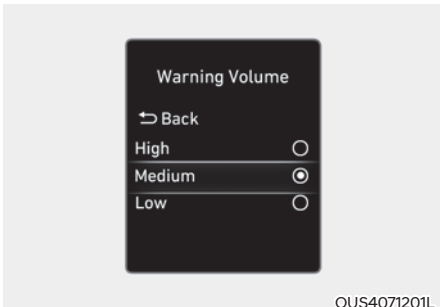 Warning Volume
Back
High
Medium
Low
OUS4071201L